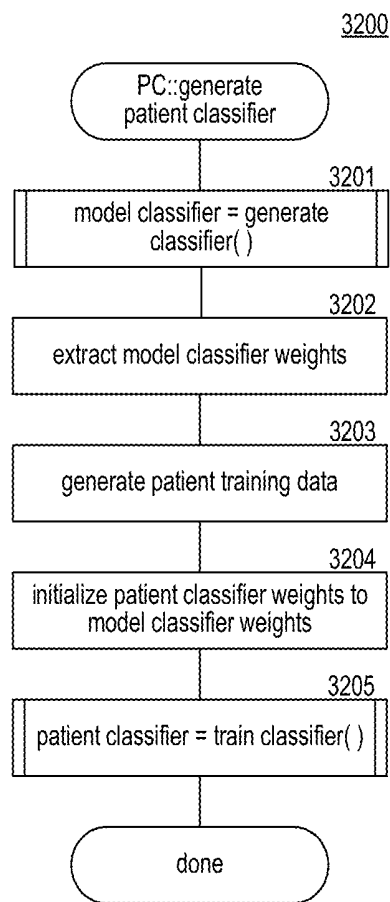 3200
PC::generate
patient classifier
3201
model classifier = generate
classifier( )
3202
extract model classifier weights
3203
generate patient training data
3204
initialize patient classifier weights to
model classifier weights
3205
patient classifier = train classifier( )
done